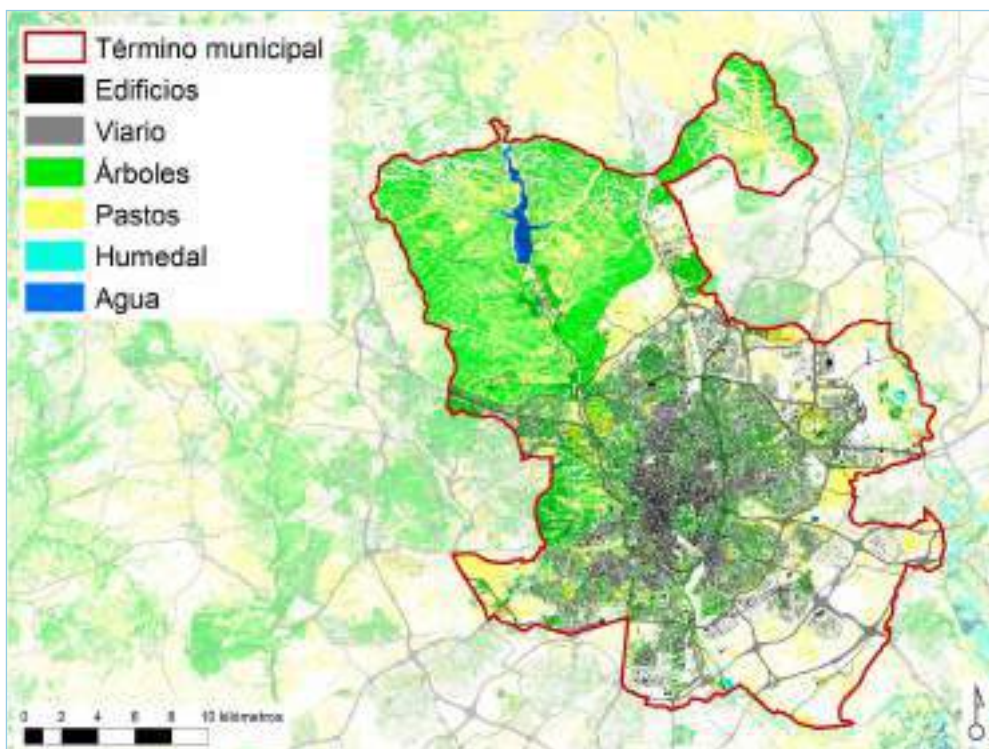 Término municipal
Edificios
Viario
Árboles
Pastos
Humedal
Agua
0 2 4 6 8 10 kilómetros